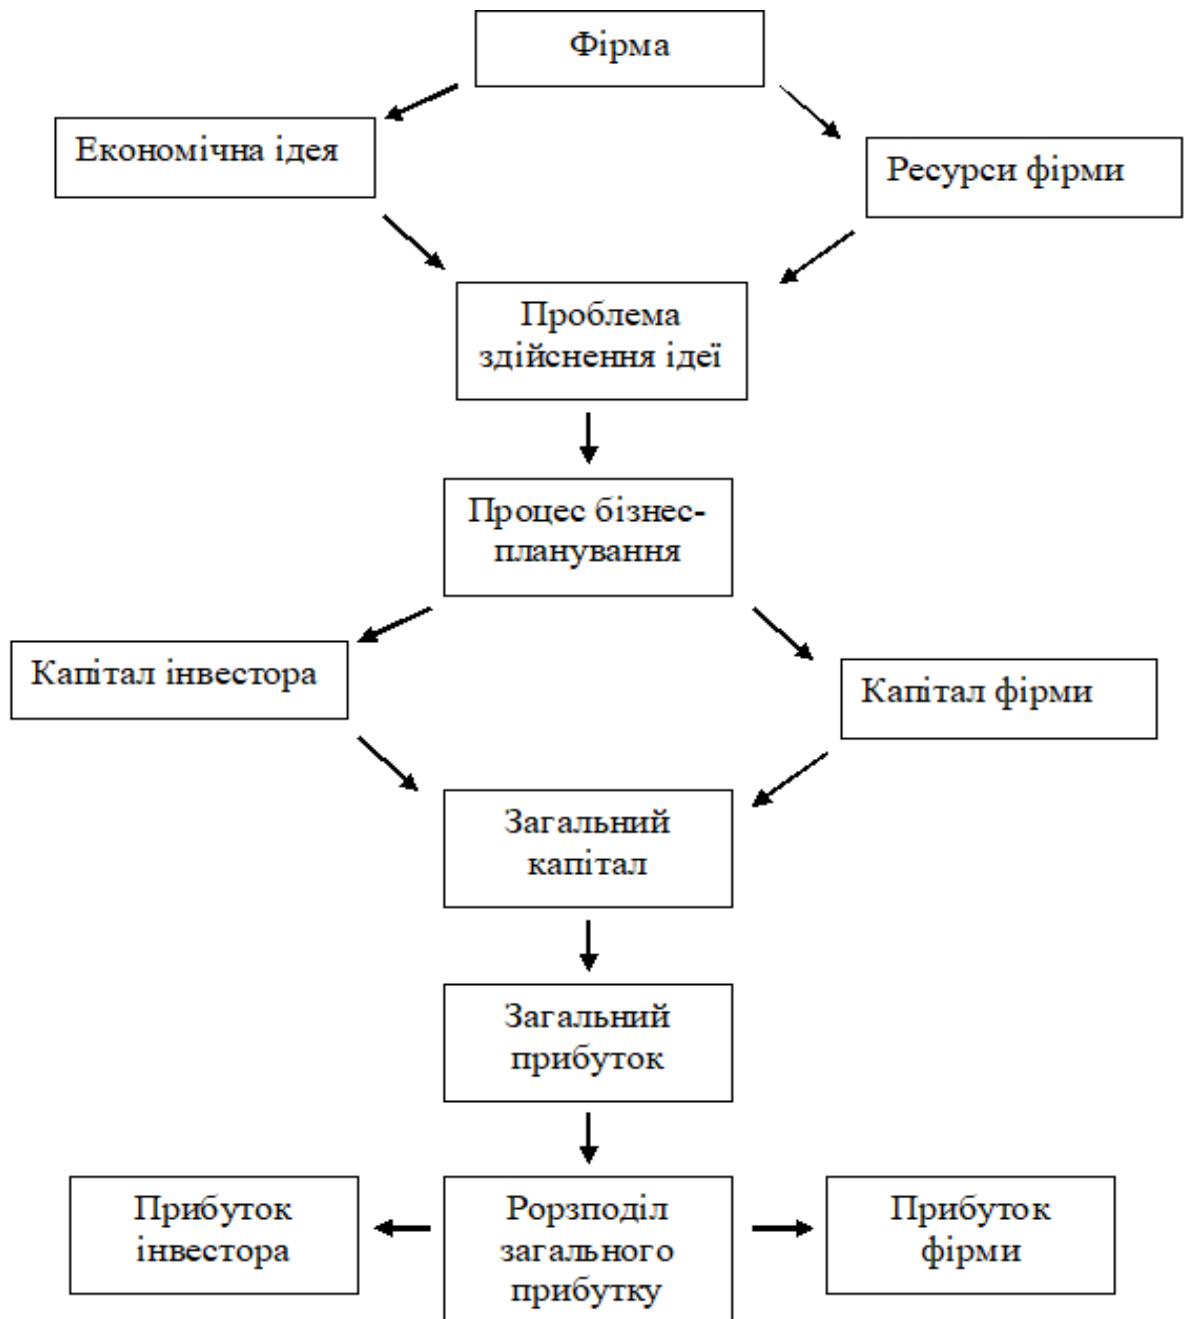 Фірма
Економічна ідея
Ресурси фірми
Проблема
здійснення ідеї
Процес бізнес-
планування
Капітал інвестора
Капітал фірми
Загальний
капітал
Загальний
прибуток
Прибуток
інвестора
Рорзподіл
загального
прибутку
Прибуток
фірми